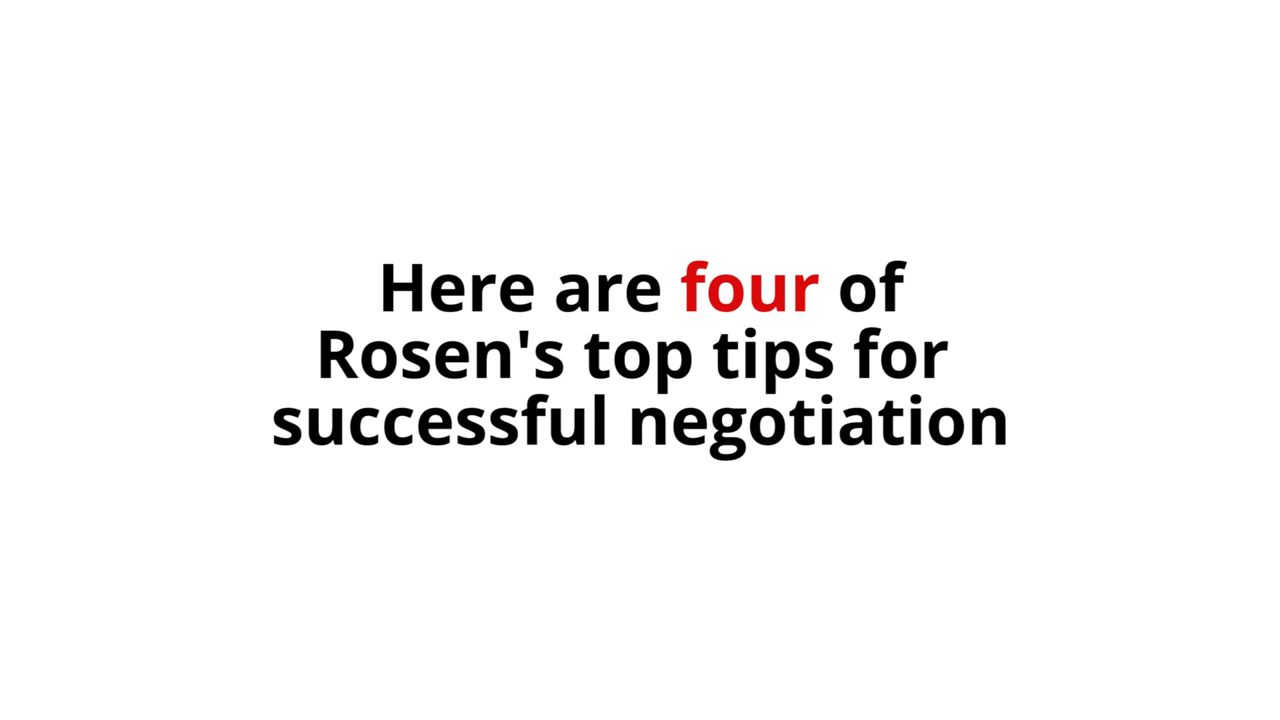 Here are four of
Rosen's top tips for
successful negotiation